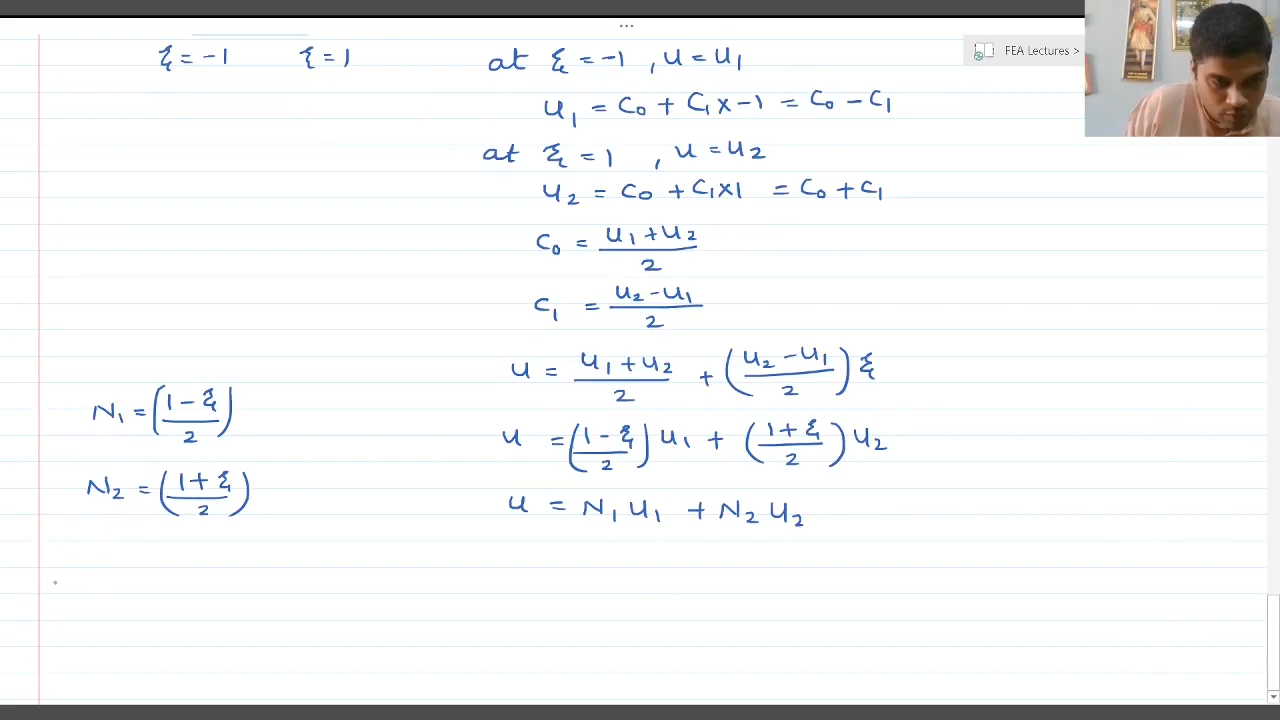 ...
ξ = -1 ξ = 1
at ξ = -1 , u = u₁
FEA Lectures >
u₁ = C₀ + C₁ × -1 = C₀ - C₁
at ξ = 1 , u = u₂
u₂ = C₀ + C₁×1 = C₀ + C₁
C₀ = (u₁ + u₂)/2
C₁ = (u₂ - u₁)/2
u = (u₁ + u₂)/2 + ((u₂ - u₁)/2) ξ
N₁ = ((1 - ξ)/2)
u = ((1 - ξ)/2) u₁ + ((1 + ξ)/2) u₂
N₂ = ((1 + ξ)/2)
u = N₁ u₁ + N₂ u₂